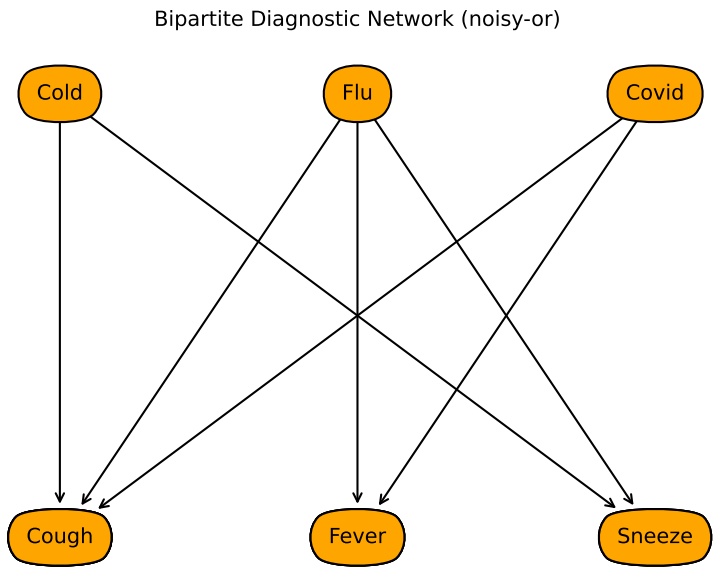 Bipartite Diagnostic Network (noisy-or)
Cold
Flu
Covid
Cough
Fever
Sneeze